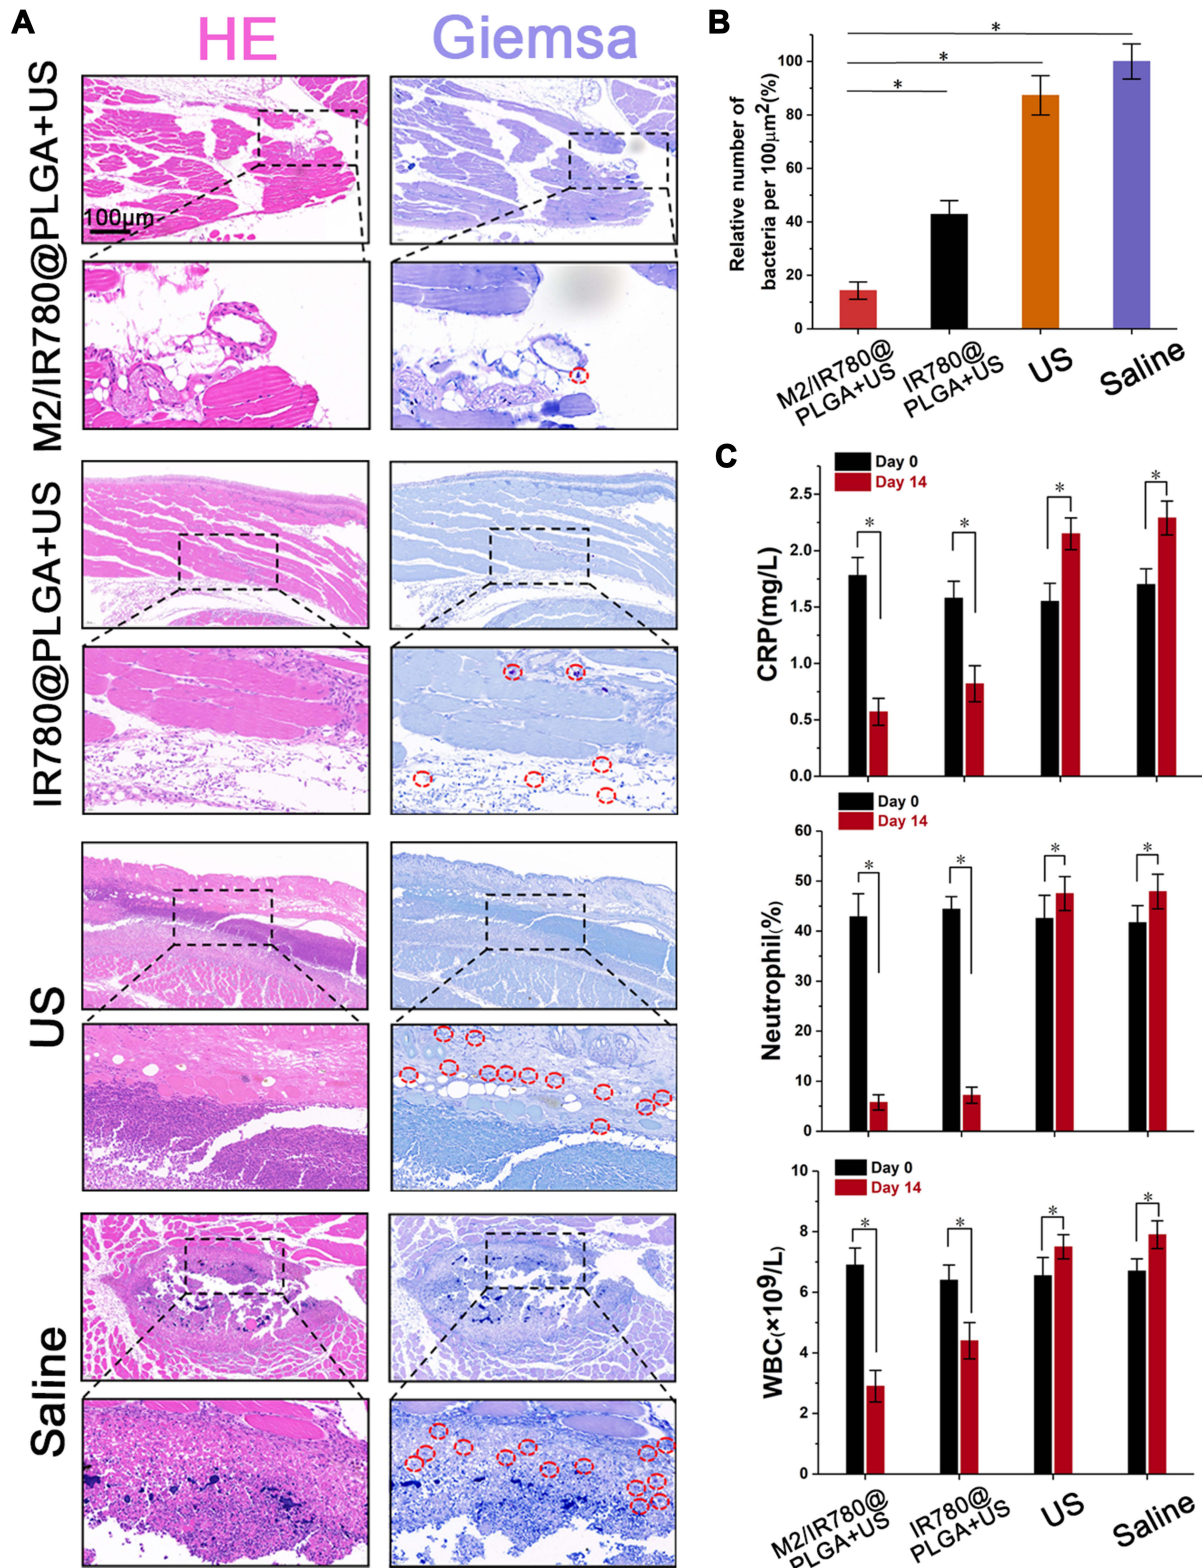 A
HE
Giemsa
M2/IR780@PLGA+US
100μm
IR780@PLGA+US
US
Saline
B
Relative number of
bacteria per 100μm²(%)
100
80
60
40
20
0
*
*
*
M2/IR780@
PLGA+US
IR780@
PLGA+US
US
Saline
C
Day 0
Day 14
CRP(mg/L)
2.5
2.0
1.5
1.0
0.5
0.0
*
*
*
*
Day 0
Day 14
Neutrophil(%)
60
50
40
30
20
10
0
*
*
*
*
Day 0
Day 14
WBC(×10⁹/L)
10
8
6
4
2
0
*
*
*
*
M2/IR780@
PLGA+US
IR780@
PLGA+US
US
Saline